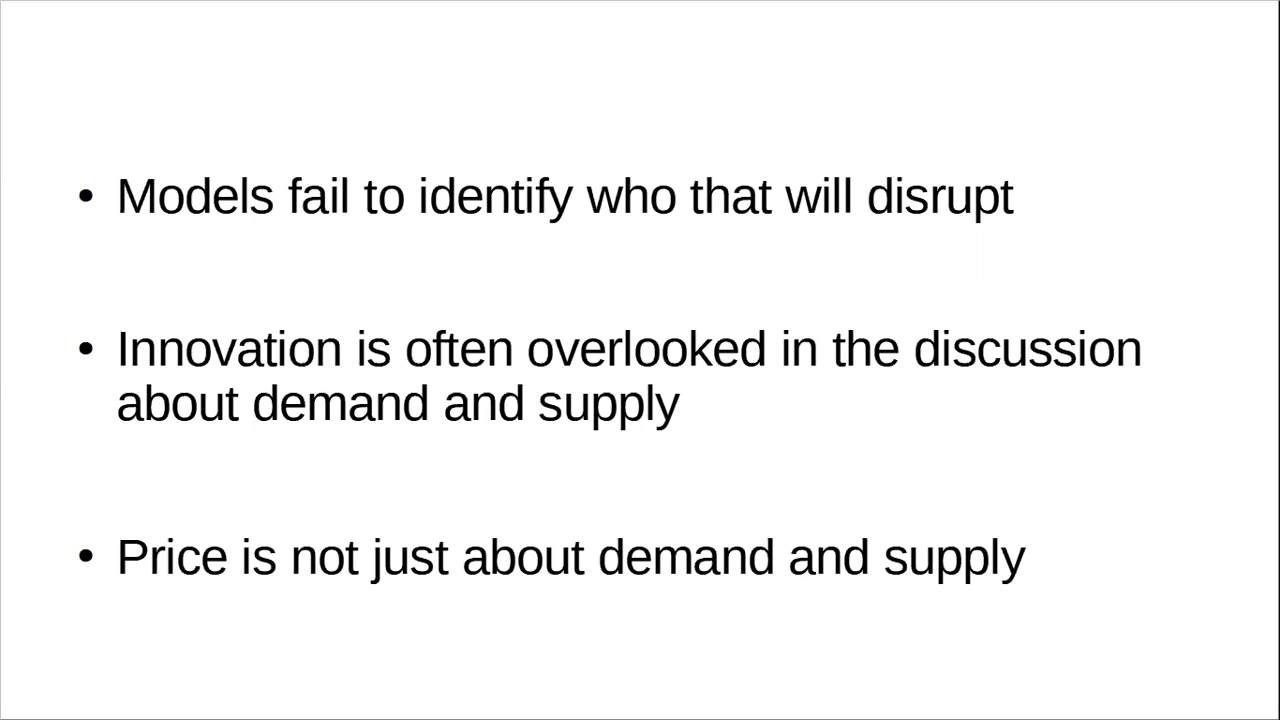 • Models fail to identify who that will disrupt
• Innovation is often overlooked in the discussion
about demand and supply
• Price is not just about demand and supply